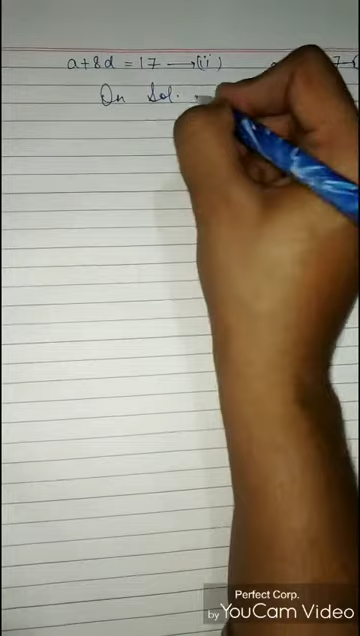 a+8d = 17 → (ii)
On Sol.
Perfect Corp.
by YouCam Video